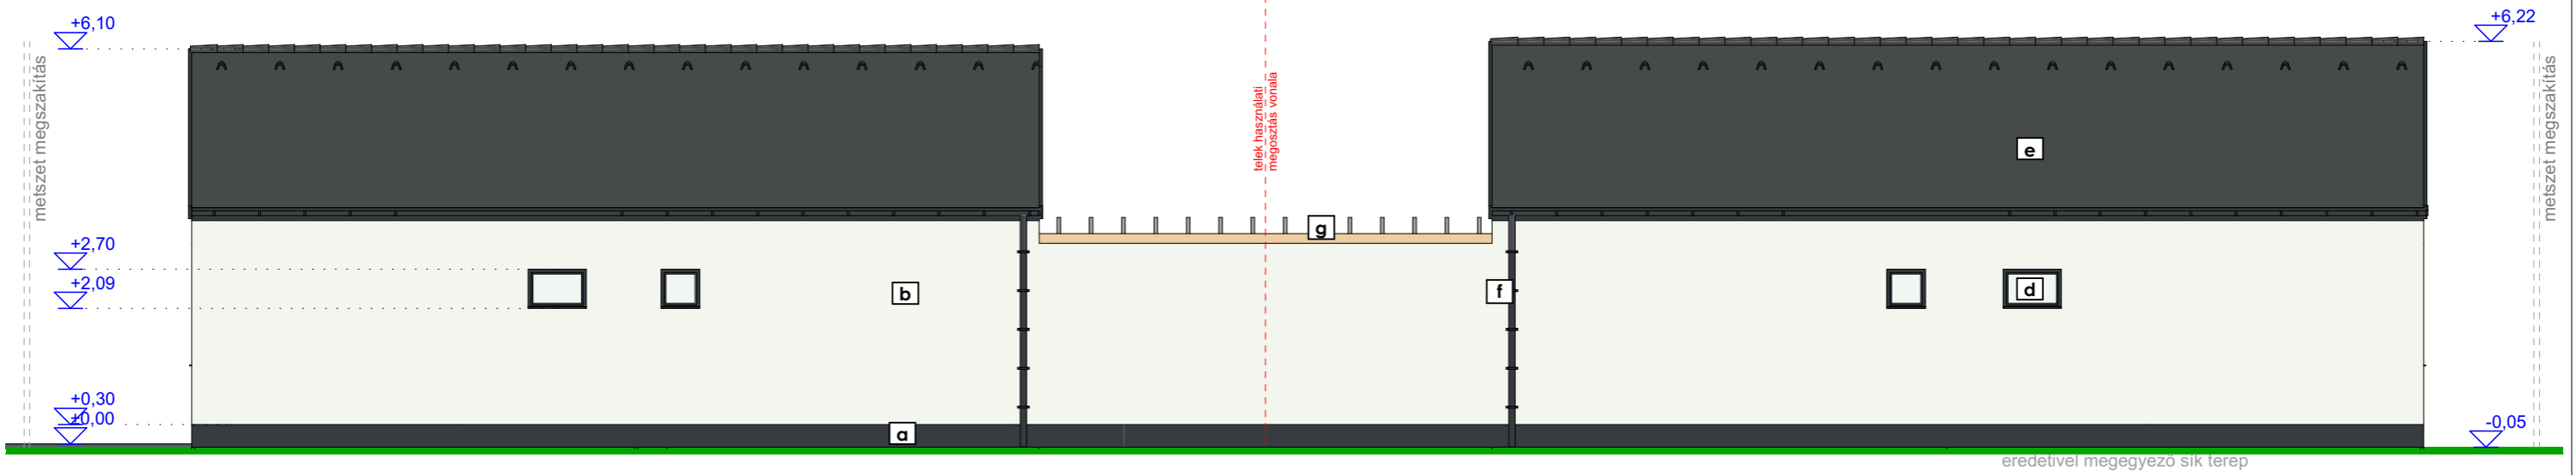 +6,10
+6,22
metszet megszakítás
telek használati
megosztás vonala
metszet megszakítás
e
g
+2,70
+2,09
b
f
d
+0,30
±0,00
a
-0,05
eredetivel megegyező sik terep